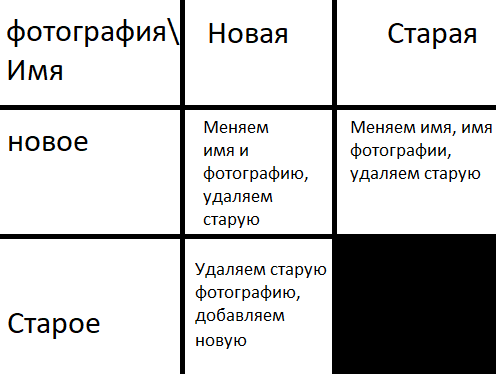 фотография\
Имя
Новая
Старая
новое
Меняем
имя и
фотографию,
удаляем
старую
Меняем имя, имя
фотографии,
удаляем старую
Старое
Удаляем старую
фотографию,
добавляем
новую